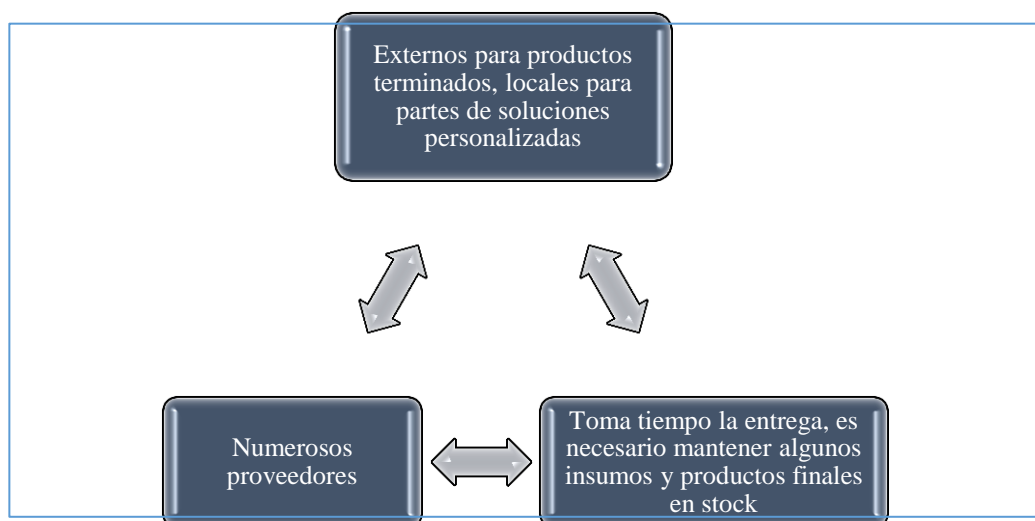 Externos para productos
terminados, locales para
partes de soluciones
personalizadas
Numerosos
proveedores
Toma tiempo la entrega, es
necesario mantener algunos
insumos y productos finales
en stock